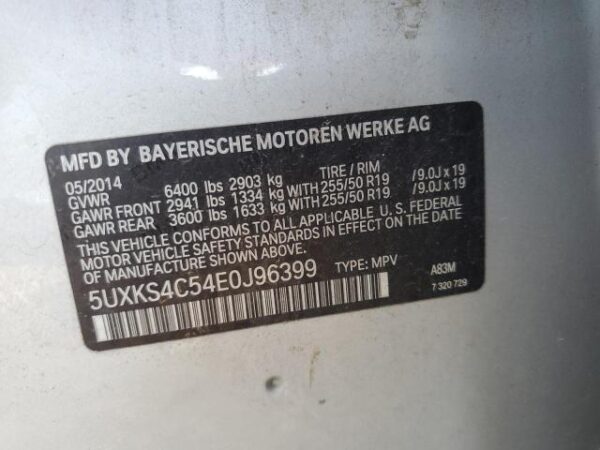 MFD BY BAYERISCHE MOTOREN WERKE AG
05/2014 TIRE / RIM
GVWR 6400 lbs 2903 kg
GAWR FRONT 2941 lbs 1334 kg WITH 255/50 R19 /9.0J x 19
GAWR REAR 3600 lbs 1633 kg WITH 255/50 R19 /9.0J x 19
THIS VEHICLE CONFORMS TO ALL APPLICABLE U. S. FEDERAL
MOTOR VEHICLE SAFETY STANDARDS IN EFFECT ON THE DATE
OF MANUFACTURE SHOWN ABOVE.
5UXKS4C54E0J96399 TYPE: MPV A83M
7 320 729